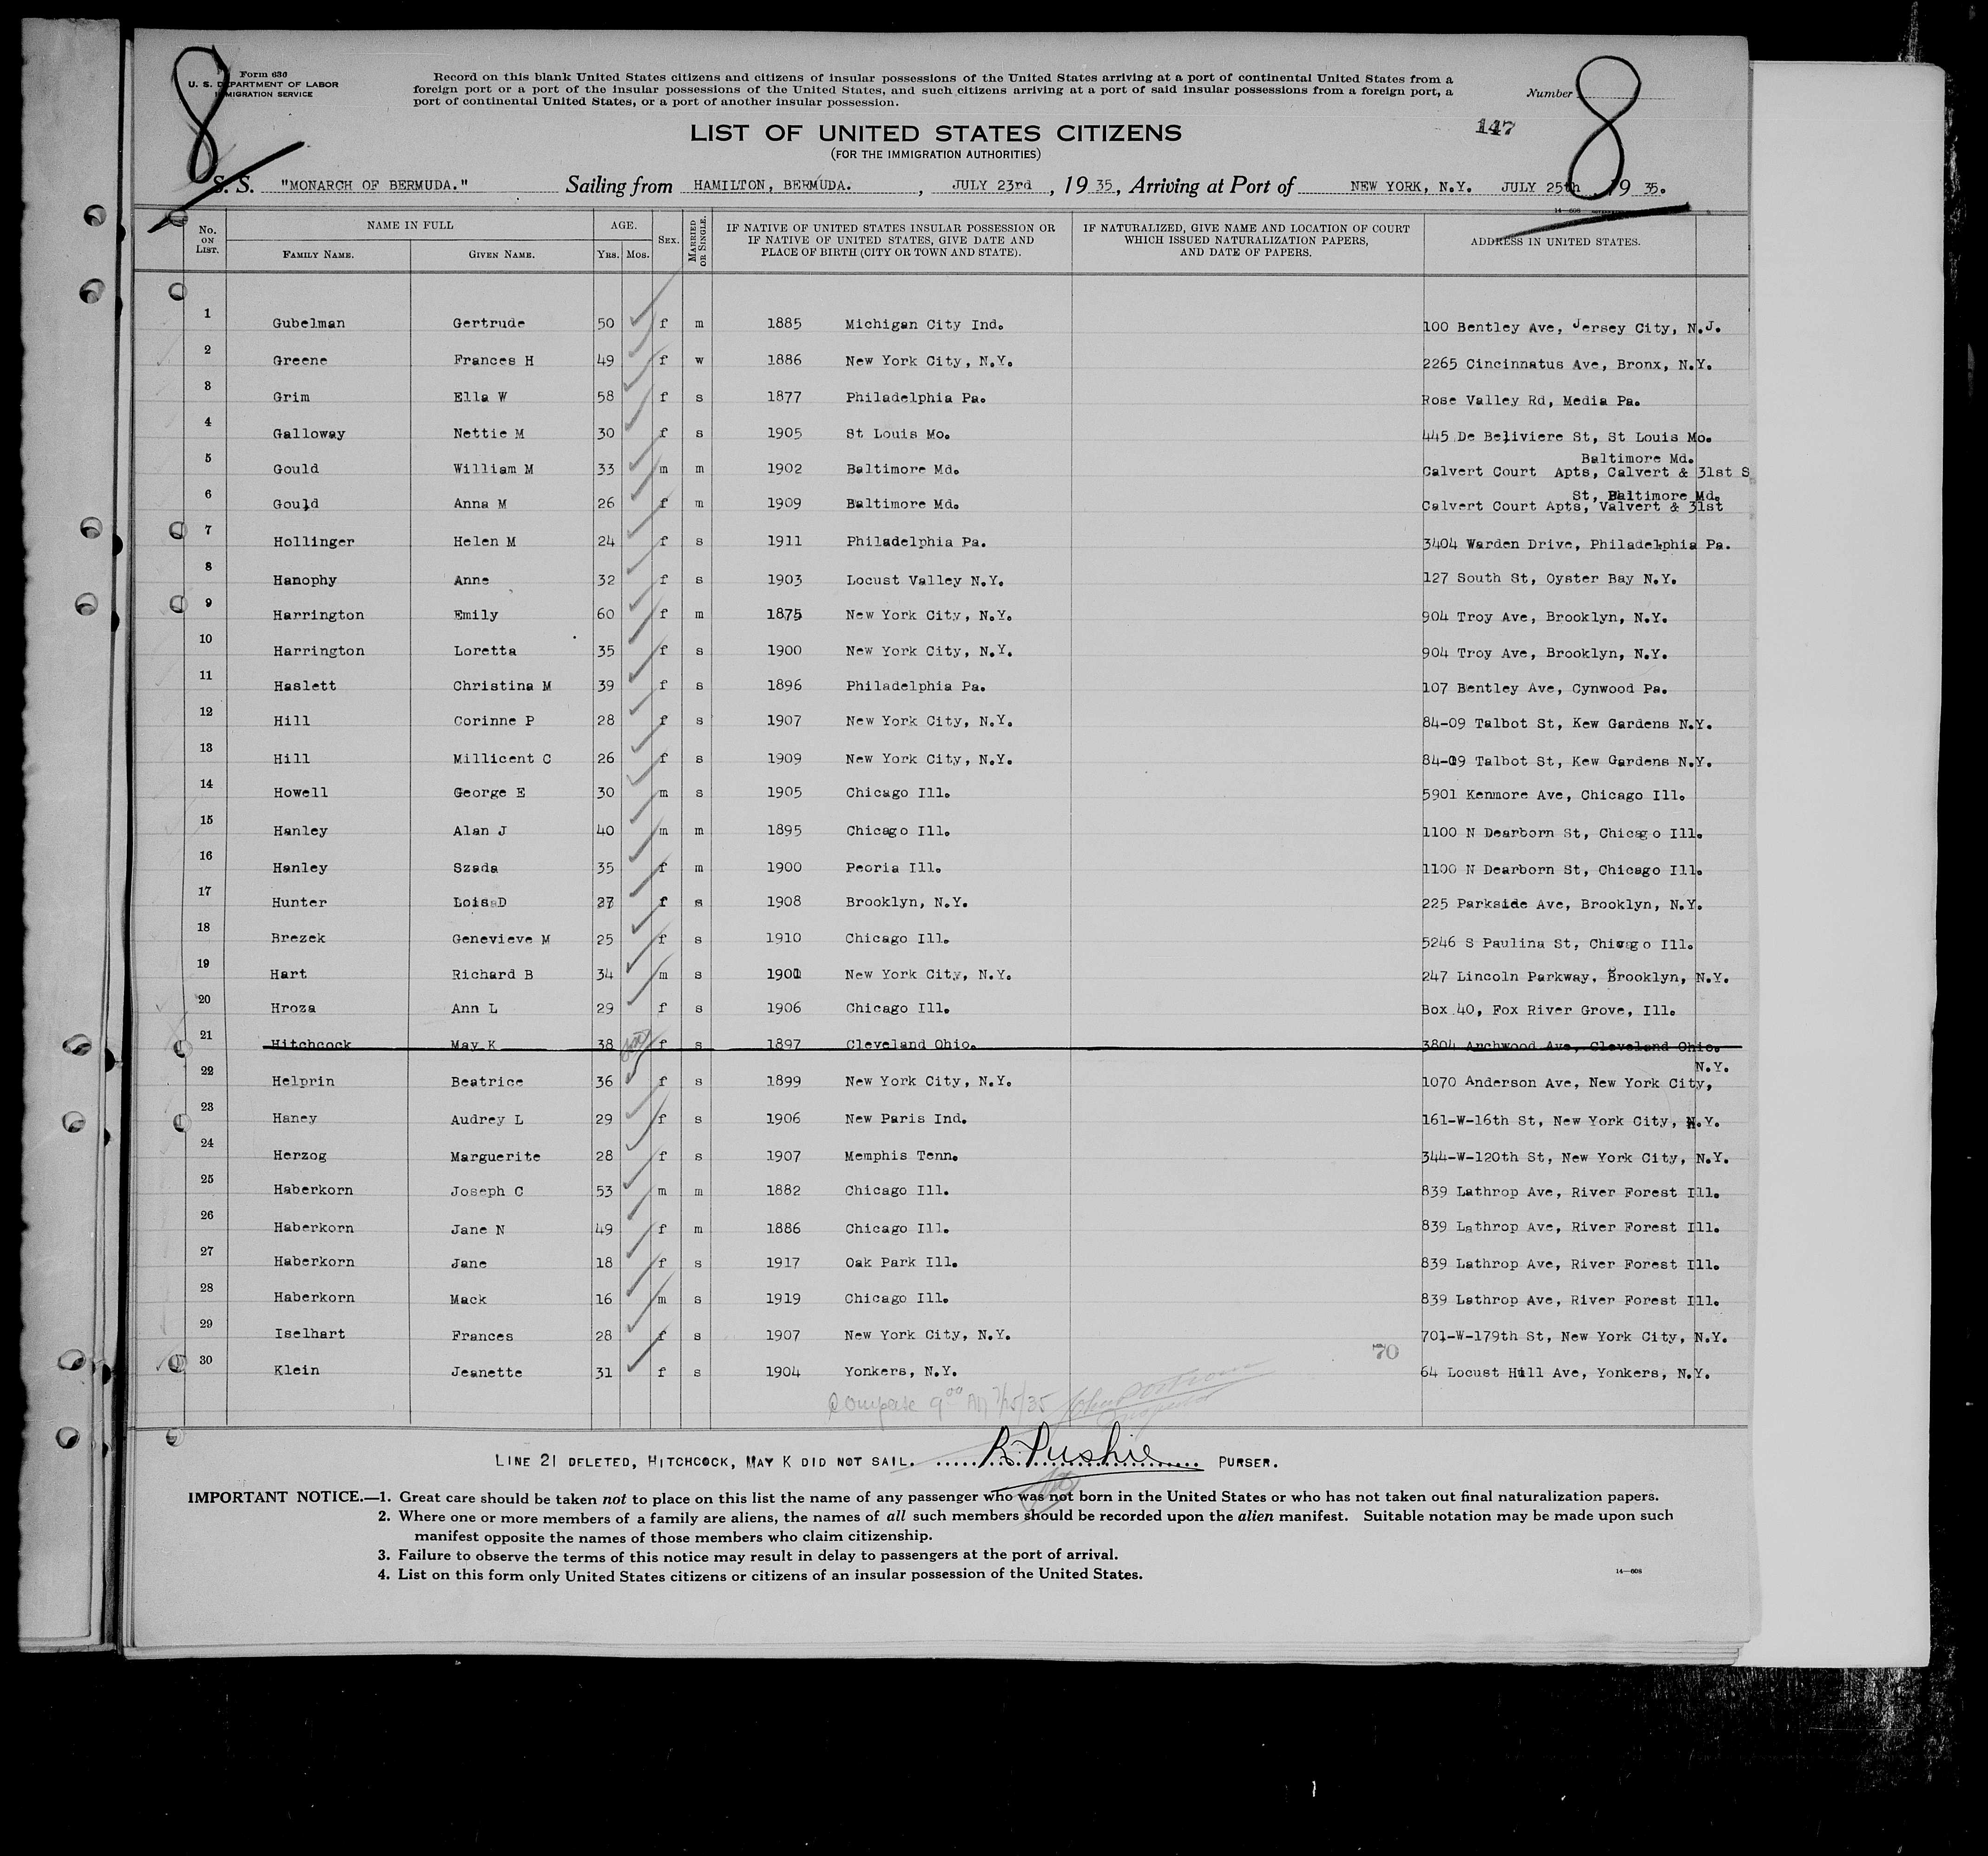 8 8
Form 630
U. S. DEPARTMENT OF LABOR
IMMIGRATION SERVICE
Record on this blank United States citizens and citizens of insular possessions of the United States arriving at a port of continental United States from a
foreign port or a port of the insular possessions of the United States, and such citizens arriving at a port of said insular possessions from a foreign port, a
port of continental United States, or a port of another insular possession.
Number
LIST OF UNITED STATES CITIZENS
147
(FOR THE IMMIGRATION AUTHORITIES)
S. S. "MONARCH OF BERMUDA." Sailing from HAMILTON, BERMUDA. , JULY 23rd , 19 35, Arriving at Port of NEW YORK, N.Y. JULY 25th 19 35.
14—608
No. ON LIST. NAME IN FULL AGE. SEX. MARRIED OR SINGLE. IF NATIVE OF UNITED STATES INSULAR POSSESSION OR IF NATIVE OF UNITED STATES, GIVE DATE AND PLACE OF BIRTH (CITY OR TOWN AND STATE). IF NATURALIZED, GIVE NAME AND LOCATION OF COURT WHICH ISSUED NATURALIZATION PAPERS, AND DATE OF PAPERS. ADDRESS IN UNITED STATES.
FAMILY NAME. GIVEN NAME. YRS. MOS.
1 Gubelman Gertrude 50 f m 1885 Michigan City Ind. 100 Bentley Ave, Jersey City, N.J.
2 Greene Frances H 49 f w 1886 New York City, N.Y. 2265 Cincinnatus Ave, Bronx, N.Y.
3 Grim Ella W 58 f s 1877 Philadelphia Pa. Rose Valley Rd, Media Pa.
4 Galloway Nettie M 30 f s 1905 St Louis Mo. 445 De Beliviere St, St Louis Mo.
Baltimore Md.
5 Gould William M 33 m m 1902 Baltimore Md. Calvert Court Apts, Calvert & 31st S
St, Baltimore Md.
6 Gould Anna M 26 f m 1909 Baltimore Md. Calvert Court Apts, Valvert & 31st
7 Hollinger Helen M 24 f s 1911 Philadelphia Pa. 3404 Warden Drive, Philadelphia Pa.
8 Hanophy Anne 32 f s 1903 Locust Valley N.Y. 127 South St, Oyster Bay N.Y.
9 Harrington Emily 60 f m 1875 New York City, N.Y. 904 Troy Ave, Brooklyn, N.Y.
10 Harrington Loretta 35 f s 1900 New York City, N.Y. 904 Troy Ave, Brooklyn, N.Y.
11 Haslett Christina M 39 f s 1896 Philadelphia Pa. 107 Bentley Ave, Cynwood Pa.
12 Hill Corinne P 28 f s 1907 New York City, N.Y. 84-09 Talbot St, Kew Gardens N.Y.
13 Hill Millicent C 26 f s 1909 New York City, N.Y. 84-09 Talbot St, Kew Gardens N.Y.
14 Howell George E 30 m s 1905 Chicago Ill. 5901 Kenmore Ave, Chicago Ill.
15 Hanley Alan J 40 m m 1895 Chicago Ill. 1100 N Dearborn St, Chicago Ill.
16 Hanley Szada 35 f m 1900 Peoria Ill. 1100 N Dearborn St, Chicago Ill.
17 Hunter Lois D 27 f s 1908 Brooklyn, N.Y. 225 Parkside Ave, Brooklyn, N.Y.
18 Brezek Genevieve M 25 f s 1910 Chicago Ill. 5246 S Paulina St, Chicago Ill.
19 Hart Richard B 34 m s 1901 New York City, N.Y. 247 Lincoln Parkway, Brooklyn, N.Y.
20 Hroza Ann L 29 f s 1906 Chicago Ill. Box 40, Fox River Grove, Ill.
21 Hitchcock May K 38 f s 1897 Cleveland Ohio. 3804 Archwood Ave, Cleveland Ohio.
N.Y.
22 Helprin Beatrice 36 f s 1899 New York City, N.Y. 1070 Anderson Ave, New York City,
23 Haney Audrey L 29 f s 1906 New Paris Ind. 161-W-16th St, New York City, N.Y.
24 Herzog Marguerite 28 f s 1907 Memphis Tenn. 344-W-120th St, New York City, N.Y.
25 Haberkorn Joseph C 53 m m 1882 Chicago Ill. 839 Lathrop Ave, River Forest Ill.
26 Haberkorn Jane N 49 f m 1886 Chicago Ill. 839 Lathrop Ave, River Forest Ill.
27 Haberkorn Jane 18 f s 1917 Oak Park Ill. 839 Lathrop Ave, River Forest Ill.
28 Haberkorn Mack 16 m s 1919 Chicago Ill. 839 Lathrop Ave, River Forest Ill.
29 Iselhart Frances 28 f s 1907 New York City, N.Y. 701-W-179th St, New York City, N.Y.
70
30 Klein Jeanette 31 f s 1904 Yonkers, N.Y. 64 Locust Hill Ave, Yonkers, N.Y.
9 00 AM 7/25/35
LINE 21 DELETED, HITCHCOCK, MAY K DID NOT SAIL. R. Pushie PURSER.
IMPORTANT NOTICE.—1. Great care should be taken not to place on this list the name of any passenger who was not born in the United States or who has not taken out final naturalization papers.
2. Where one or more members of a family are aliens, the names of all such members should be recorded upon the alien manifest. Suitable notation may be made upon such
manifest opposite the names of those members who claim citizenship.
3. Failure to observe the terms of this notice may result in delay to passengers at the port of arrival.
4. List on this form only United States citizens or citizens of an insular possession of the United States.
14—608